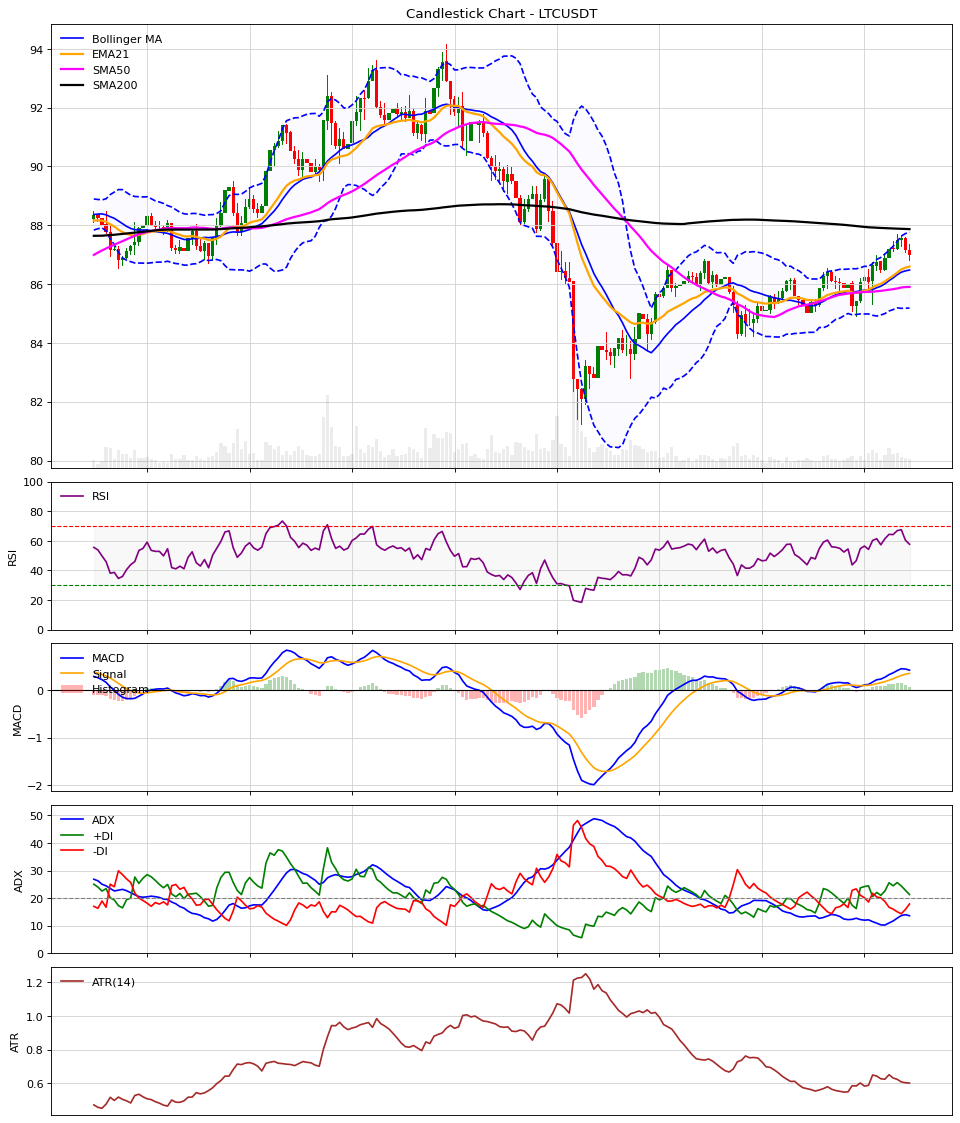 Candlestick Chart - LTCUSDT
Bollinger MA
EMA21
SMA50
SMA200
94
92
90
88
86
84
82
80
RSI
RSI
100
80
60
40
20
0
MACD
Signal
Histogram
MACD
0
−1
−2
ADX
+DI
-DI
ADX
50
40
30
20
10
0
ATR(14)
ATR
1.2
1.0
0.8
0.6